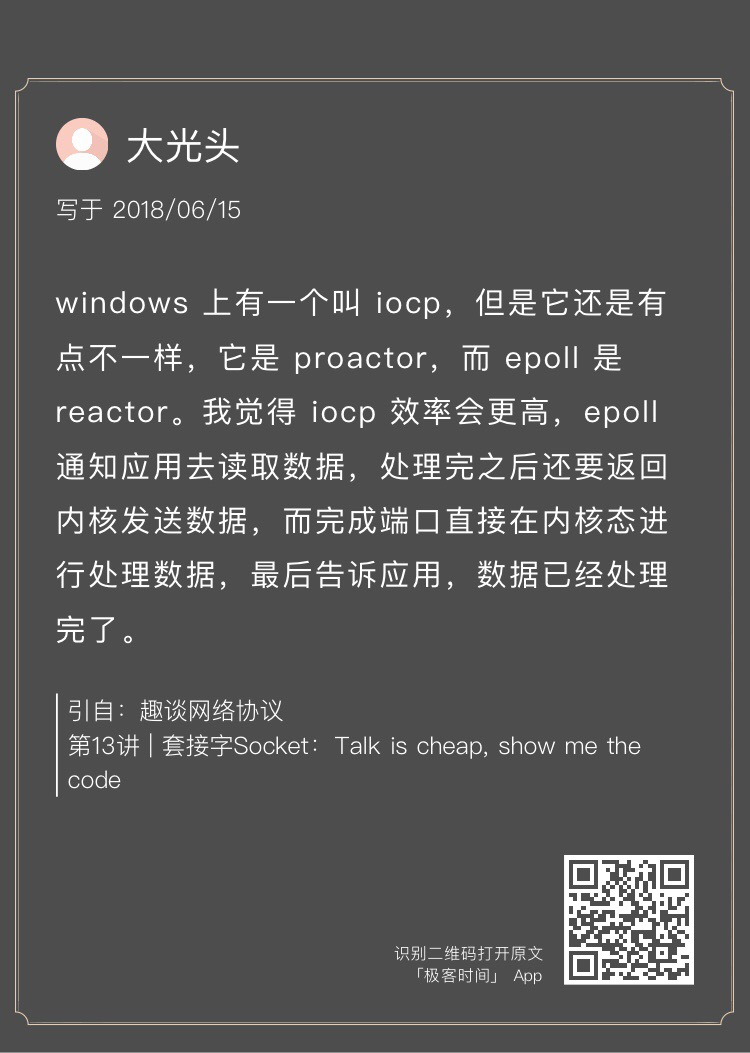 大光头
写于 2018/06/15
windows 上有一个叫 iocp，但是它还是有
点不一样，它是 proactor，而 epoll 是
reactor。我觉得 iocp 效率会更高，epoll
通知应用去读取数据，处理完之后还要返回
内核发送数据，而完成端口直接在内核态进
行处理数据，最后告诉应用，数据已经处理
完了。
引自：趣谈网络协议
第13讲 | 套接字Socket：Talk is cheap, show me the
code
识别二维码打开原文
「极客时间」 App